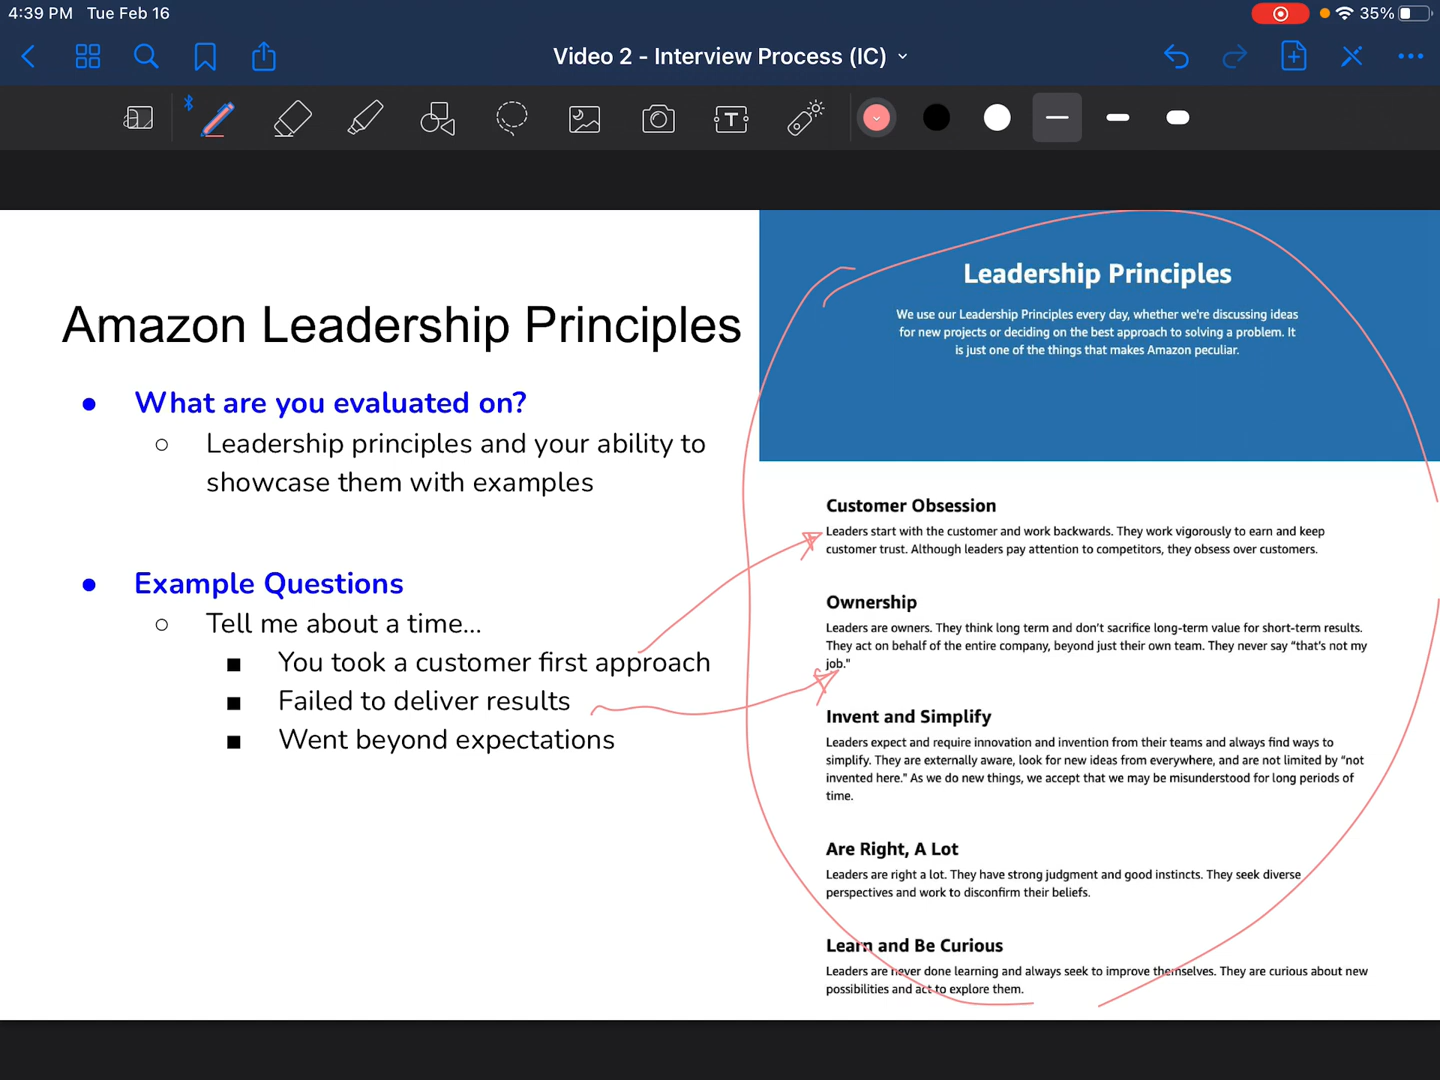 4:39 PM Tue Feb 16
35%
Video 2 - Interview Process (IC)
a
T
Amazon Leadership Principles
● What are you evaluated on?
○ Leadership principles and your ability to
showcase them with examples
● Example Questions
○ Tell me about a time...
■ You took a customer first approach
■ Failed to deliver results
■ Went beyond expectations
Leadership Principles
We use our Leadership Principles every day, whether we're discussing ideas
for new projects or deciding on the best approach to solving a problem. It
is just one of the things that makes Amazon peculiar.
Customer Obsession
Leaders start with the customer and work backwards. They work vigorously to earn and keep
customer trust. Although leaders pay attention to competitors, they obsess over customers.
Ownership
Leaders are owners. They think long term and don't sacrifice long-term value for short-term results.
They act on behalf of the entire company, beyond just their own team. They never say “that's not my
job."
Invent and Simplify
Leaders expect and require innovation and invention from their teams and always find ways to
simplify. They are externally aware, look for new ideas from everywhere, and are not limited by “not
invented here." As we do new things, we accept that we may be misunderstood for long periods of
time.
Are Right, A Lot
Leaders are right a lot. They have strong judgment and good instincts. They seek diverse
perspectives and work to disconfirm their beliefs.
Learn and Be Curious
Leaders are never done learning and always seek to improve themselves. They are curious about new
possibilities and act to explore them.